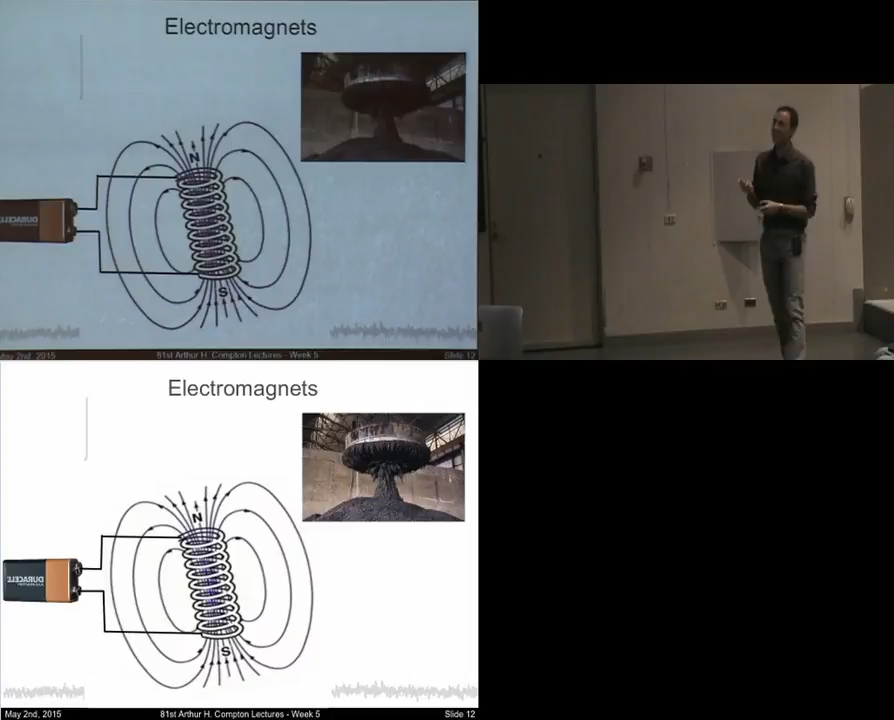 Electromagnets
N
DURACELL
S
May 2nd, 2015 81st Arthur H. Compton Lectures - Week 5 Slide 12
Electromagnets
N
DURACELL
S
May 2nd, 2015 81st Arthur H. Compton Lectures - Week 5 Slide 12